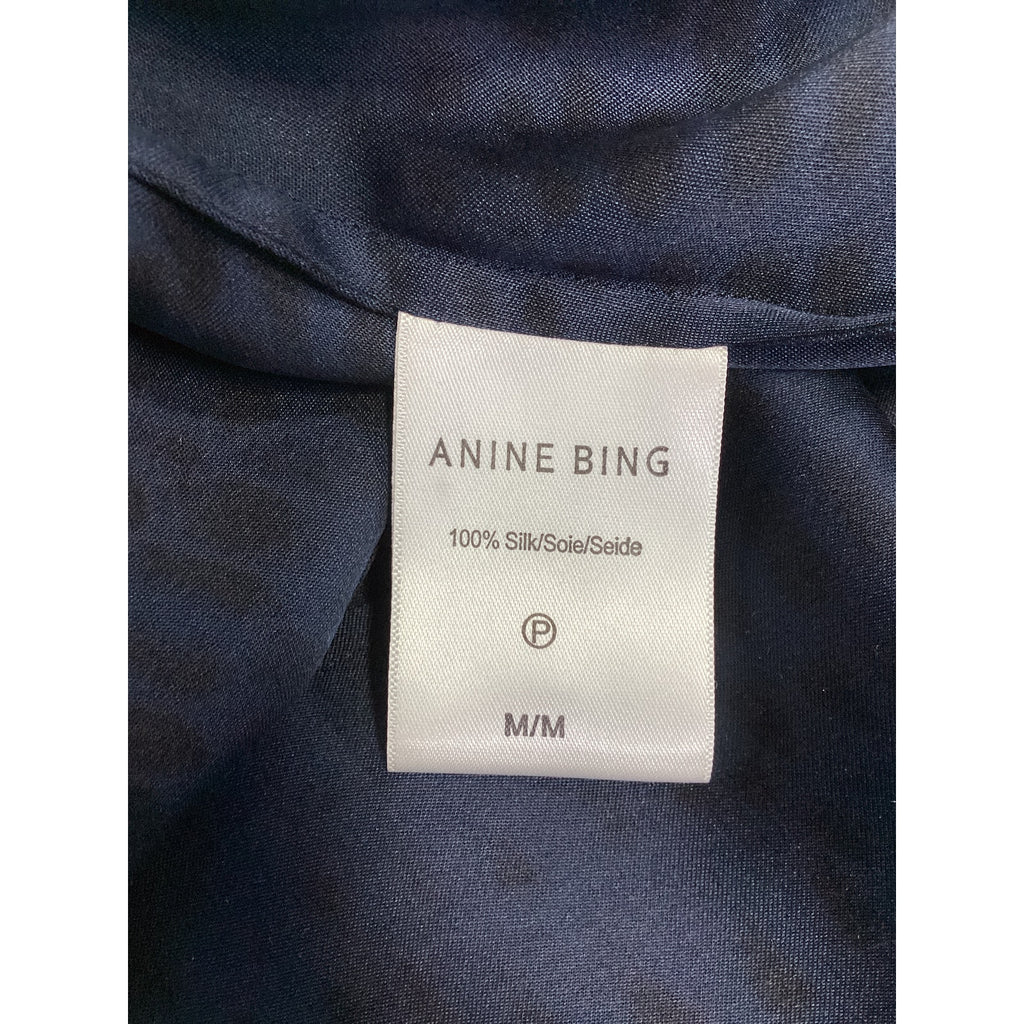 ANINE BING
100% Silk/Soie/Seide
P
M/M